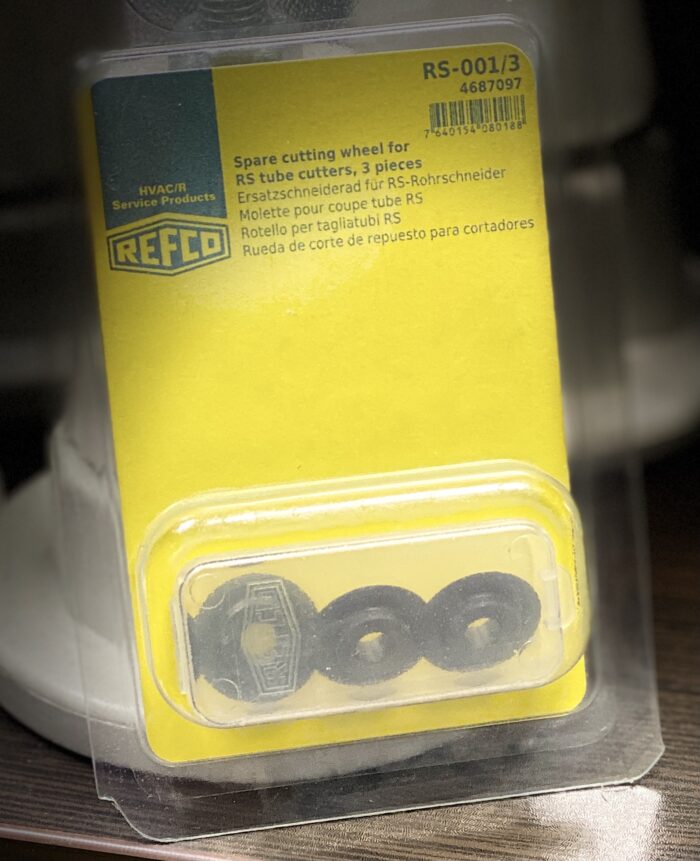 RS-001/3
4687097
7 640154 080188
Spare cutting wheel for
RS tube cutters, 3 pieces
Ersatzschneiderad für RS-Rohrschneider
Molette pour coupe tube RS
Rotello per tagliatubi RS
Rueda de corte de repuesto para cortadores
HVAC/R
Service Products
REFCO
REFCO